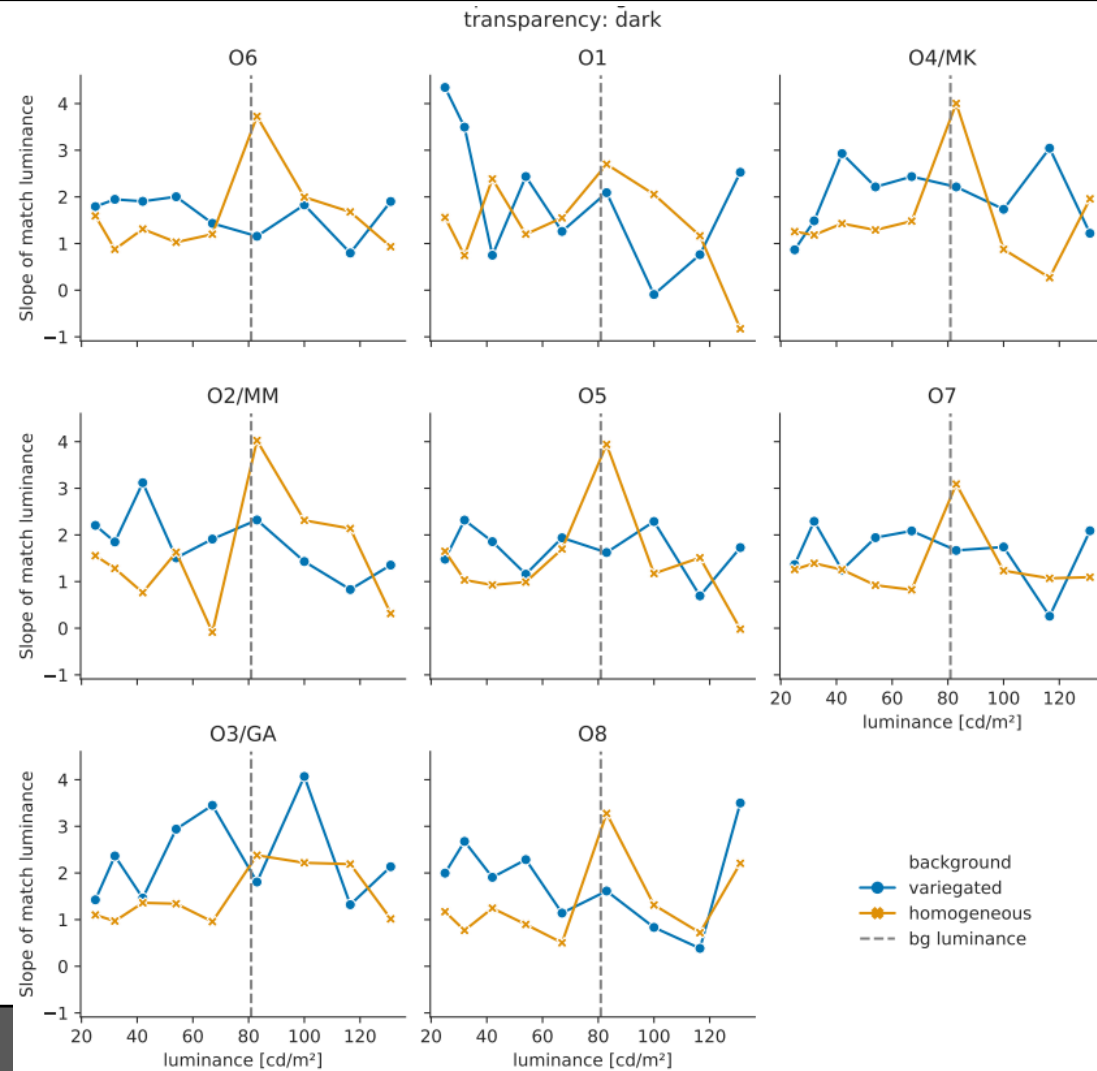 transparency: dark
O6
O1
O4/MK
Slope of match luminance
4
3
2
1
0
−1
O2/MM
O5
O7
Slope of match luminance
4
3
2
1
0
−1
20 40 60 80 100 120
luminance [cd/m²]
O3/GA
O8
Slope of match luminance
4
3
2
1
0
−1
20 40 60 80 100 120
luminance [cd/m²]
20 40 60 80 100 120
luminance [cd/m²]
background
variegated
homogeneous
bg luminance